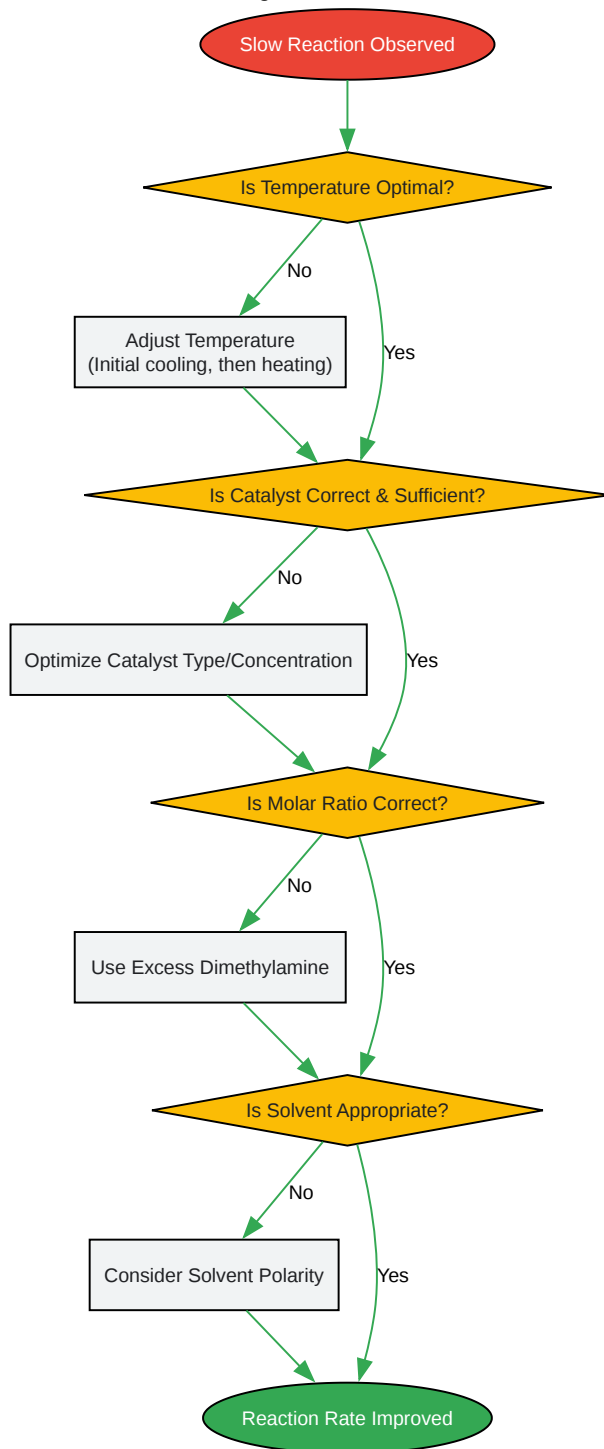 Slow Reaction Observed
Is Temperature Optimal?
No
Adjust Temperature
(Initial cooling, then heating)
Yes
Is Catalyst Correct & Sufficient?
No
Optimize Catalyst Type/Concentration
Yes
Is Molar Ratio Correct?
No
Use Excess Dimethylamine
Yes
Is Solvent Appropriate?
No
Consider Solvent Polarity
Yes
Reaction Rate Improved